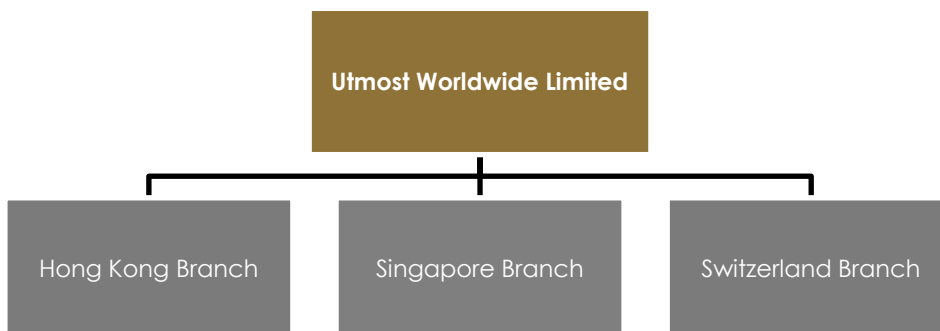 Utmost Worldwide Limited
Hong Kong Branch
Singapore Branch
Switzerland Branch